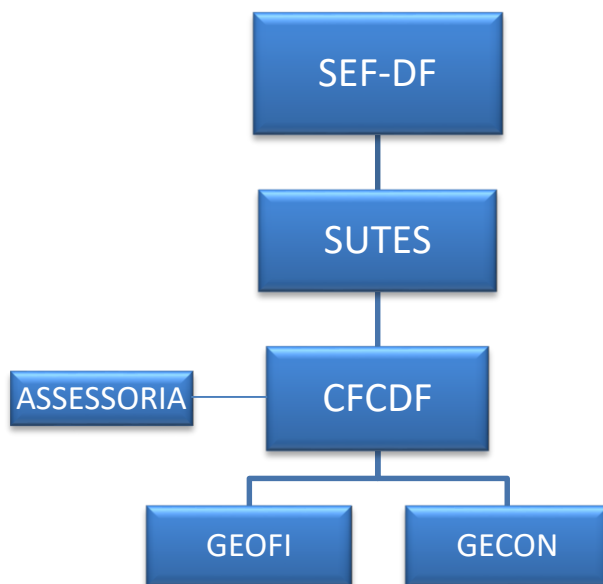 SEF-DF
SUTES
ASSESSORIA
CFCDF
GEOFI
GECON